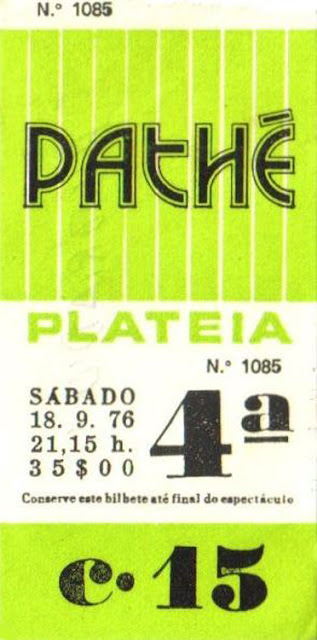 N.º 1085
PATHÉ
PLATEIA
N.º 1085
SÁBADO
18. 9. 76
21,15 h.
35$00
4ª
Conserve este bilhete até final do espectáculo
C. 15